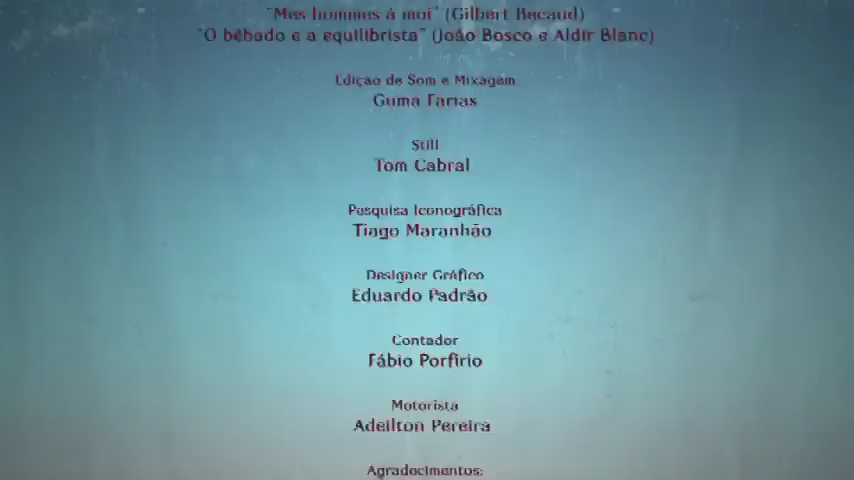 "Mes hommes à moi" (Gilbert Becaud)
"O bêbado e a equilibrista" (João Bosco e Aldir Blanc)
Edição de Som e Mixagem
Guma Farias
Still
Tom Cabral
Pesquisa Iconográfica
Tiago Maranhão
Designer Gráfico
Eduardo Padrão
Contador
Fábio Porfírio
Motorista
Adeilton Pereira
Agradecimentos: